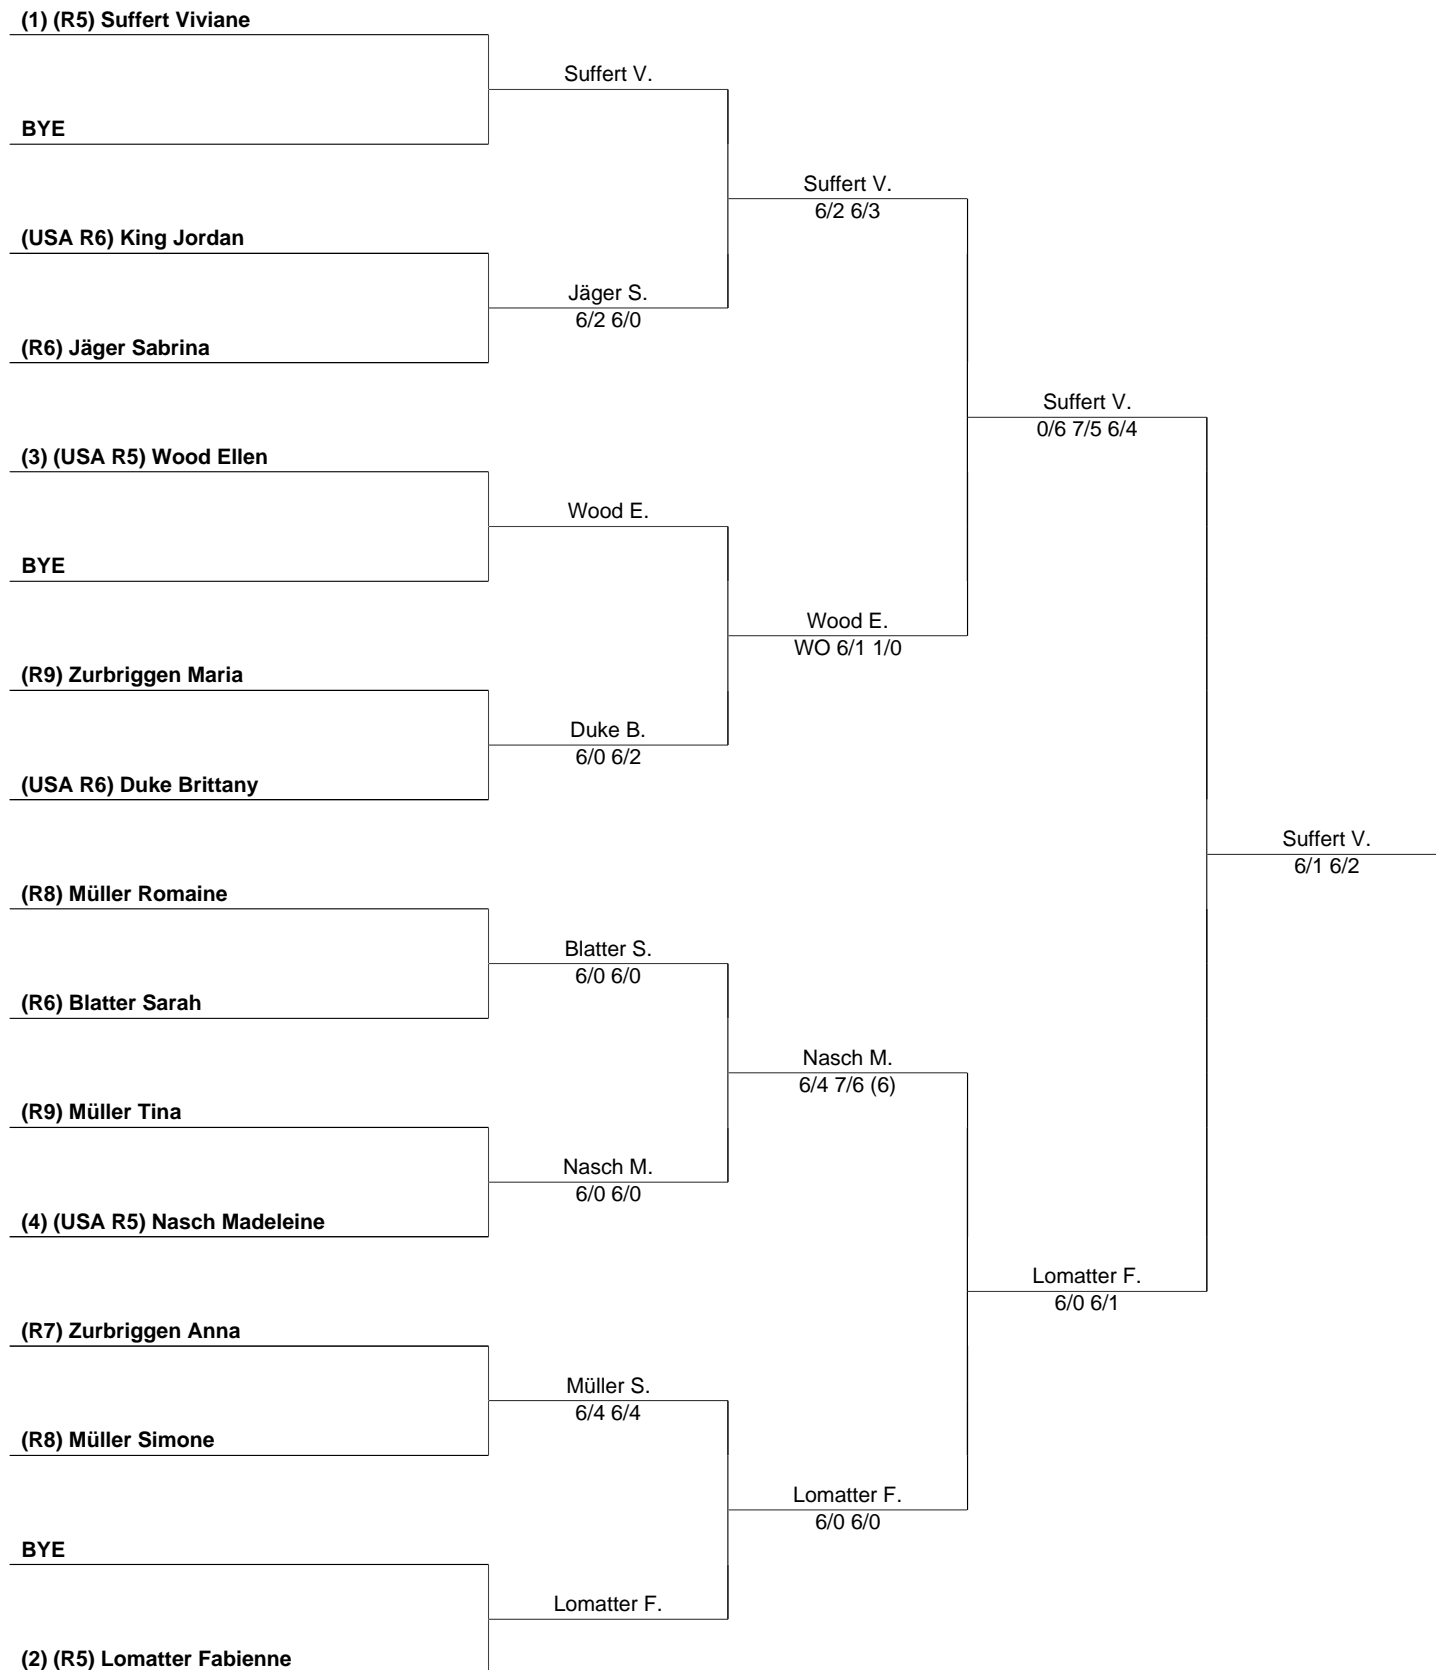 (1) (R5) Suffert Viviane
Suffert V.
BYE
Suffert V.
6/2 6/3
(USA R6) King Jordan
Jäger S.
6/2 6/0
(R6) Jäger Sabrina
Suffert V.
0/6 7/5 6/4
(3) (USA R5) Wood Ellen
Wood E.
BYE
Wood E.
WO 6/1 1/0
(R9) Zurbriggen Maria
Duke B.
6/0 6/2
(USA R6) Duke Brittany
Suffert V.
6/1 6/2
(R8) Müller Romaine
Blatter S.
6/0 6/0
(R6) Blatter Sarah
Nasch M.
6/4 7/6 (6)
(R9) Müller Tina
Nasch M.
6/0 6/0
(4) (USA R5) Nasch Madeleine
Lomatter F.
6/0 6/1
(R7) Zurbriggen Anna
Müller S.
6/4 6/4
(R8) Müller Simone
Lomatter F.
6/0 6/0
BYE
Lomatter F.
(2) (R5) Lomatter Fabienne